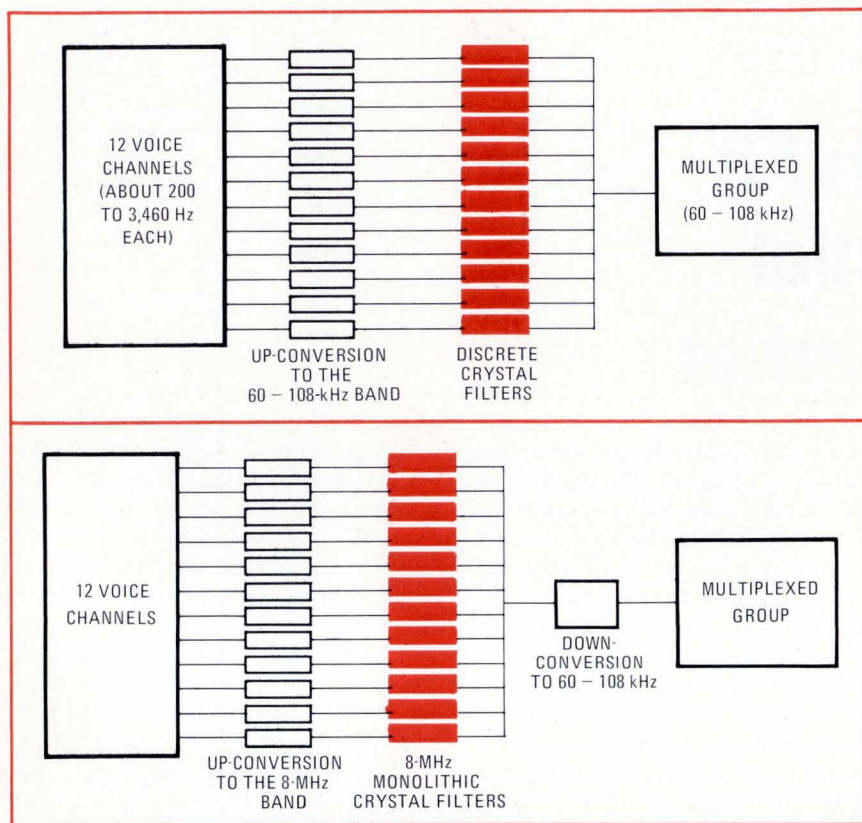 12 VOICE
CHANNELS
(ABOUT 200
TO 3,460 Hz
EACH)
UP-CONVERSION
TO THE
60 – 108-kHz BAND
DISCRETE
CRYSTAL
FILTERS
MULTIPLEXED
GROUP
(60 – 108 kHz)
12 VOICE
CHANNELS
UP-CONVERSION
TO THE 8-MHz
BAND
8-MHz
MONOLITHIC
CRYSTAL FILTERS
DOWN-
CONVERSION
TO 60 – 108 kHz
MULTIPLEXED
GROUP